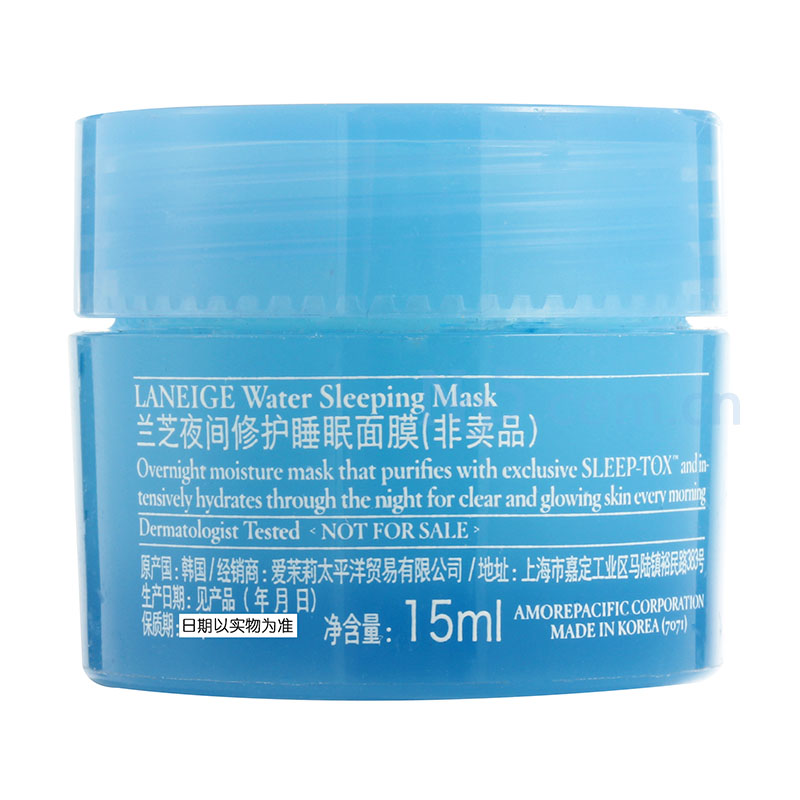 LANEIGE Water Sleeping Mask
兰芝夜间修护睡眠面膜(非卖品)
Overnight moisture mask that purifies with exclusive SLEEP-TOX™ and in-
tensively hydrates through the night for clear and glowing skin every morning
Dermatologist Tested <NOT FOR SALE>
原产国:韩国/经销商:爱茉莉太平洋贸易有限公司/地址:上海市嘉定工业区马陆镇裕民路383号
生产日期:见产品(年月日)
保质期:
日期以实物为准
净含量:15ml
AMOREPACIFIC CORPORATION
MADE IN KOREA (7071)